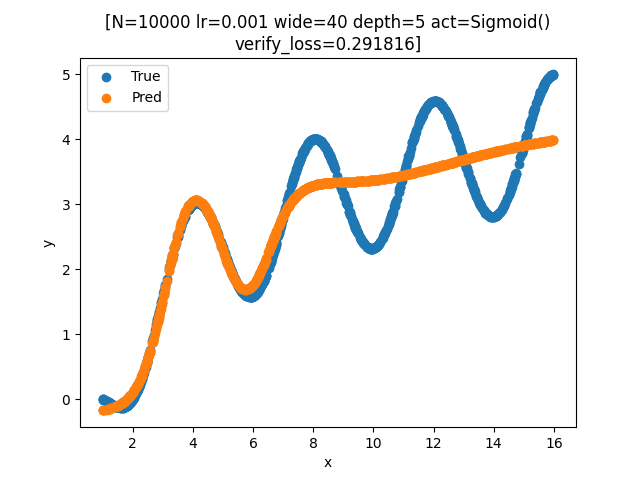 [N=10000 lr=0.001 wide=40 depth=5 act=Sigmoid()
verify_loss=0.291816]
True
Pred
y
5
4
3
2
1
0
2 4 6 8 10 12 14 16
x